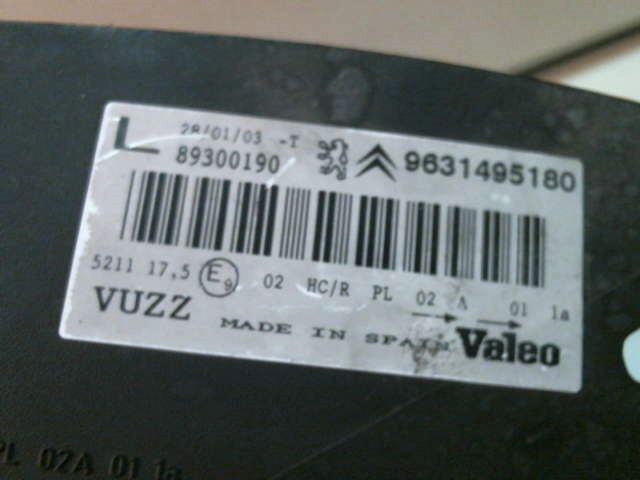 L 28/01/03 -T
89300190 9631495180
5211 17,5 E9 02 HC/R PL 02 A 01 1a
VUZZ MADE IN SPAIN Valeo
PL 02A 01 1a